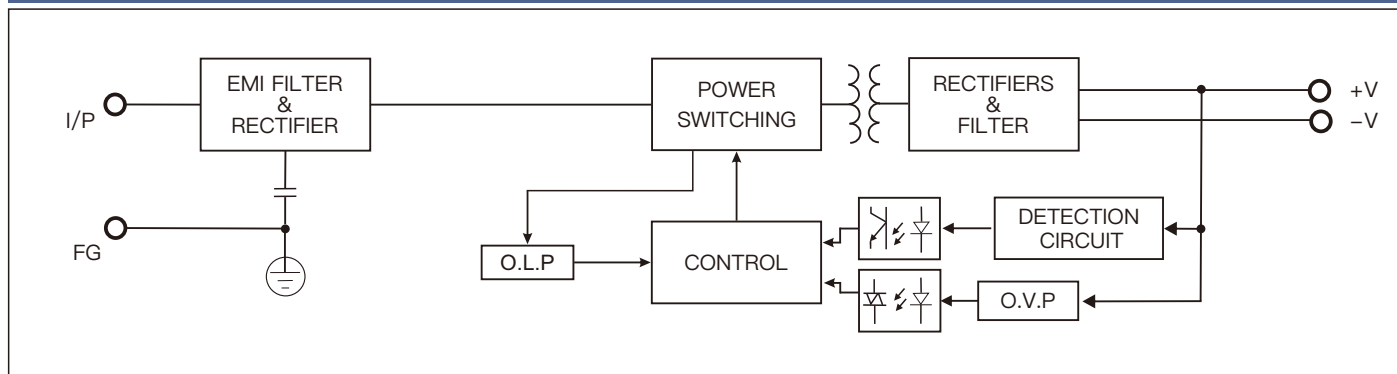 I/P
EMI FILTER
&
RECTIFIER
POWER
SWITCHING
RECTIFIERS
&
FILTER
+V
−V
FG
O.L.P
CONTROL
DETECTION
CIRCUIT
O.V.P